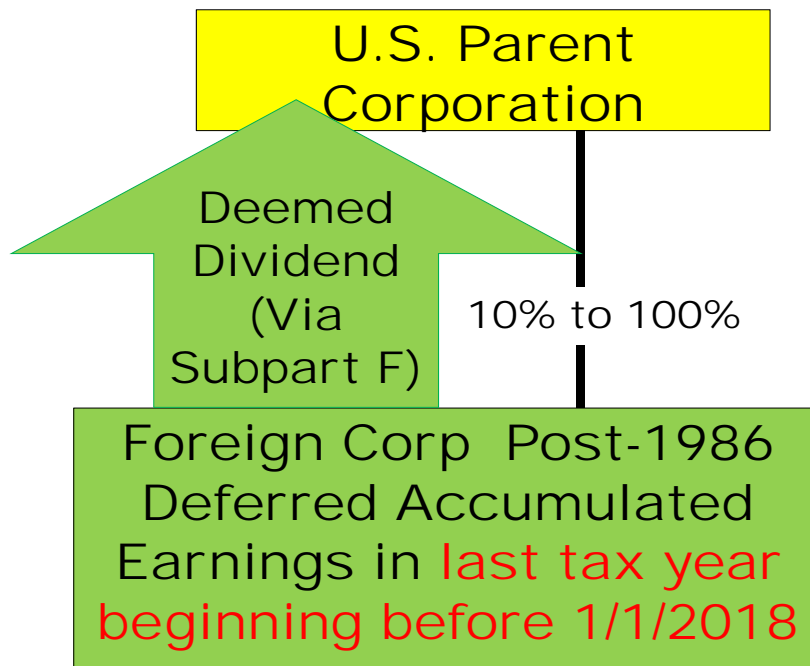 U.S. Parent
Corporation
Deemed
Dividend
(Via
Subpart F)
10% to 100%
Foreign Corp Post-1986
Deferred Accumulated
Earnings in last tax year
beginning before 1/1/2018